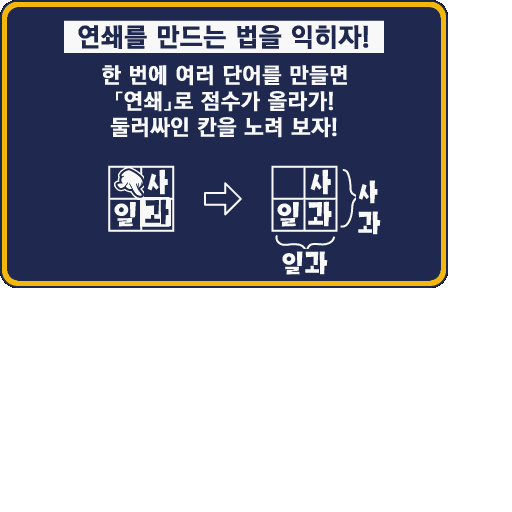 연쇄를 만드는 법을 익히자!
한 번에 여러 단어를 만들면
「연쇄」로 점수가 올라가!
둘러싸인 칸을 노려 보자!
사 사 사
일 과 일 과 과
일과